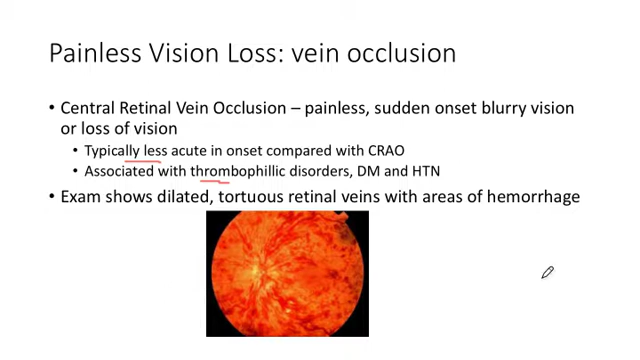 Painless Vision Loss: vein occlusion
• Central Retinal Vein Occlusion – painless, sudden onset blurry vision
or loss of vision
• Typically less acute in onset compared with CRAO
• Associated with thrombophillic disorders, DM and HTN
• Exam shows dilated, tortuous retinal veins with areas of hemorrhage